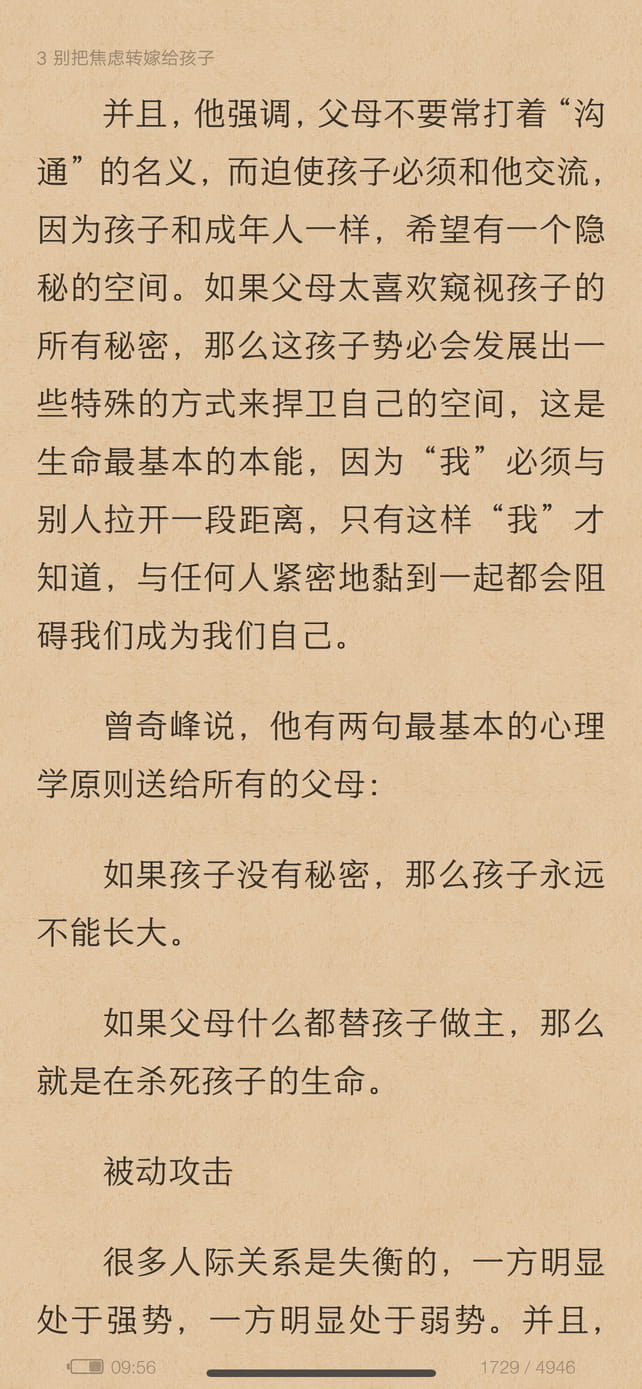 3 别把焦虑转嫁给孩子
并且，他强调，父母不要常打着“沟
通”的名义，而迫使孩子必须和他交流，
因为孩子和成年人一样，希望有一个隐
秘的空间。如果父母太喜欢窥视孩子的
所有秘密，那么这孩子势必会发展出一
些特殊的方式来捍卫自己的空间，这是
生命最基本的本能，因为“我”必须与
别人拉开一段距离，只有这样“我”才
知道，与任何人紧密地黏到一起都会阻
碍我们成为我们自己。
曾奇峰说，他有两句最基本的心理
学原则送给所有的父母：
如果孩子没有秘密，那么孩子永远
不能长大。
如果父母什么都替孩子做主，那么
就是在杀死孩子的生命。
被动攻击
很多人际关系是失衡的，一方明显
处于强势，一方明显处于弱势。并且，
09:56
1729 / 4946